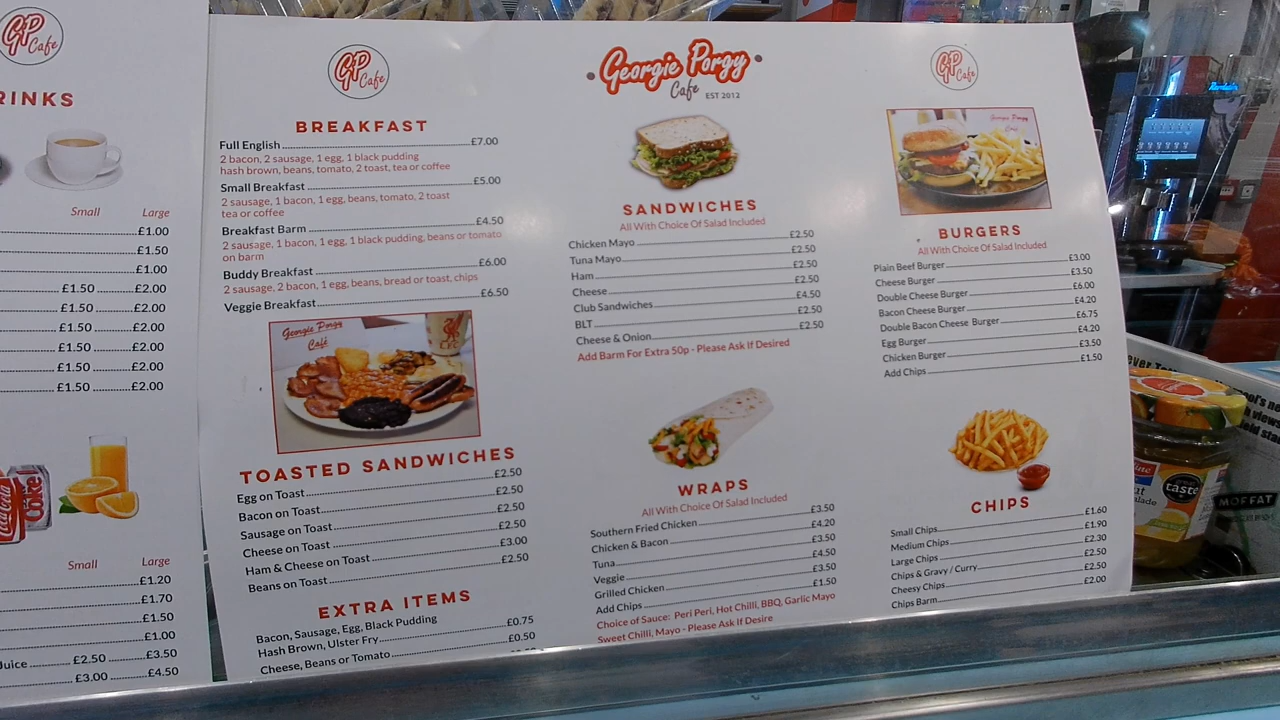 GP Cafe
RINKS
Small Large
£1.00
£1.50
£1.00
£1.50 £2.00
£1.50 £2.00
£1.50 £2.00
£1.50 £2.00
£1.50 £2.00
£1.50 £2.00
Coca-Cola
Coke
Small Large
£1.20
£1.70
£1.50
£1.00
Juice £2.50 £3.50
£3.00 £4.50
GP Cafe
BREAKFAST
Full English £7.00
2 bacon, 2 sausage, 1 egg, 1 black pudding
hash brown, beans, tomato, 2 toast, tea or coffee
Small Breakfast £5.00
2 sausage, 1 bacon, 1 egg, beans, tomato, 2 toast
tea or coffee
Breakfast Barm £4.50
2 sausage, 1 bacon, 1 egg, 1 black pudding, beans or tomato
on barm
Buddy Breakfast £6.00
2 sausage, 2 bacon, 1 egg, beans, bread or toast, chips
Veggie Breakfast £6.50
Georgie Porgy
Café
L.F.C.
TOASTED SANDWICHES
Egg on Toast £2.50
Bacon on Toast £2.50
Sausage on Toast £2.50
Cheese on Toast £2.50
Ham & Cheese on Toast £3.00
Beans on Toast £2.50
EXTRA ITEMS
Bacon, Sausage, Egg, Black Pudding
Hash Brown, Ulster Fry £0.75
Cheese, Beans or Tomato £0.50
Georgie Porgy
Cafe EST 2012
SANDWICHES
All With Choice Of Salad Included
Chicken Mayo £2.50
Tuna Mayo £2.50
Ham £2.50
Cheese £2.50
Club Sandwiches £4.50
BLT £2.50
Cheese & Onion £2.50
Add Barm For Extra 50p - Please Ask If Desired
WRAPS
All With Choice Of Salad Included
Southern Fried Chicken £3.50
Chicken & Bacon £4.20
Tuna £3.50
Veggie £4.50
Grilled Chicken £3.50
Add Chips £1.50
Choice of Sauce: Peri Peri, Hot Chilli, BBQ, Garlic Mayo
Sweet Chilli, Mayo - Please Ask If Desire
GP Cafe
Georgie Porgy
Café
BURGERS
All With Choice Of Salad Included
Plain Beef Burger £3.00
Cheese Burger £3.50
Double Cheese Burger £6.00
Bacon Cheese Burger £4.20
Double Bacon Cheese Burger £6.75
Egg Burger £4.20
Chicken Burger £3.50
Add Chips £1.50
CHIPS
Small Chips £1.60
Medium Chips £1.90
Large Chips £2.30
Chips & Gravy / Curry £2.50
Cheesy Chips £2.50
Chips Barm £2.00
great
taste
MOFFAT